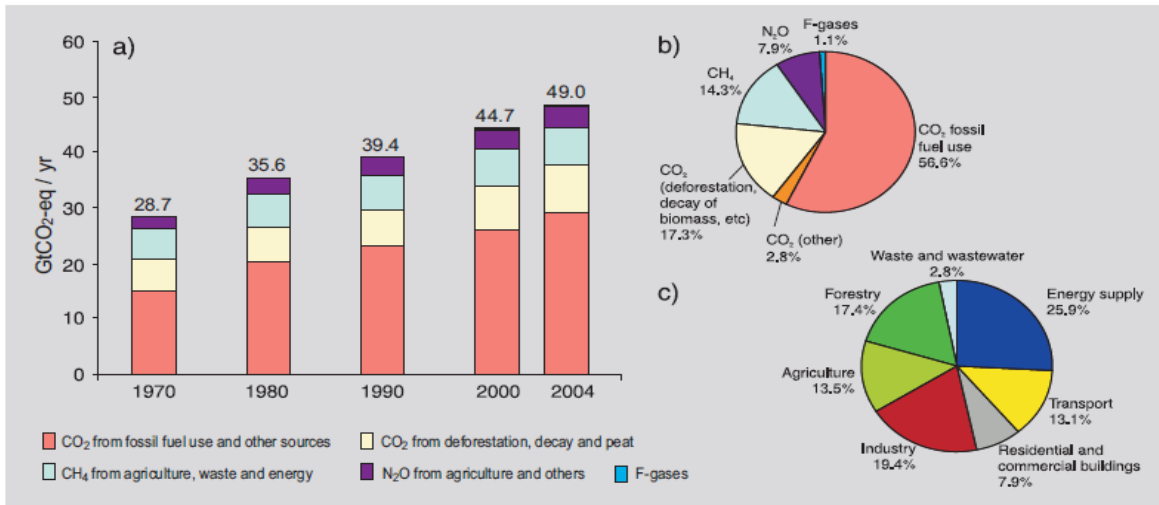 a)
GtCO₂-eq / yr
60
50
40
30
20
10
0
28.7
35.6
39.4
44.7
49.0
1970
1980
1990
2000
2004
CO₂ from fossil fuel use and other sources
CO₂ from deforestation, decay and peat
CH₄ from agriculture, waste and energy
N₂O from agriculture and others
F-gases
b)
F-gases
1.1%
N₂O
7.9%
CH₄
14.3%
CO₂ fossil
fuel use
56.6%
CO₂
(deforestation,
decay of
biomass, etc)
17.3%
CO₂ (other)
2.8%
c)
Waste and wastewater
2.8%
Forestry
17.4%
Energy supply
25.9%
Agriculture
13.5%
Transport
13.1%
Industry
19.4%
Residential and
commercial buildings
7.9%